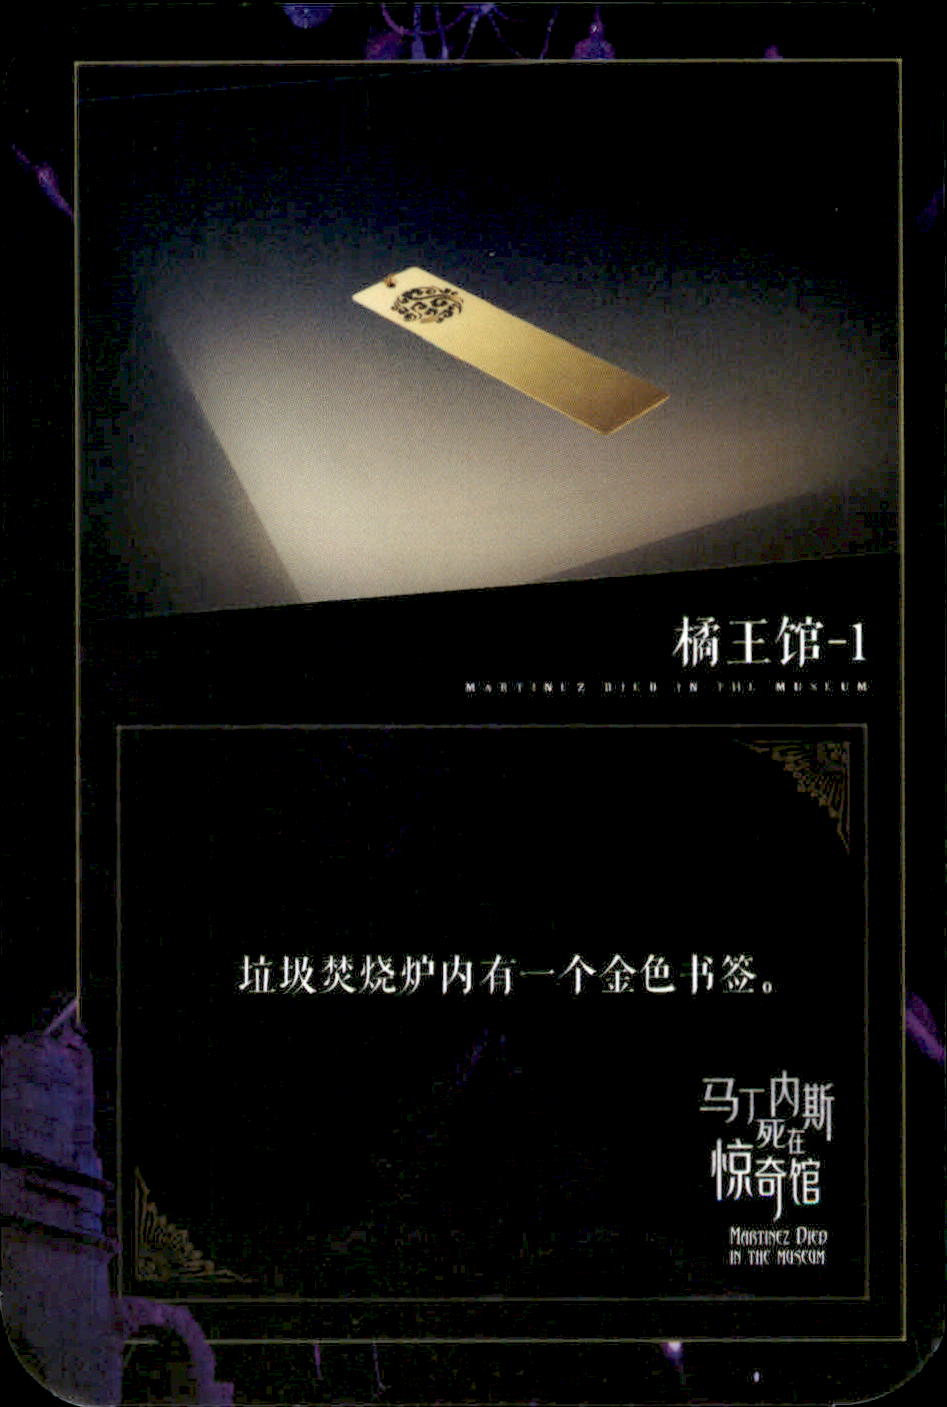 橘王馆-1
MARTINEZ DIED IN THE MUSEUM
垃圾焚烧炉内有一个金色书签。
马丁内斯
死在
惊奇馆
MARTINEZ DIED
IN THE MUSEUM